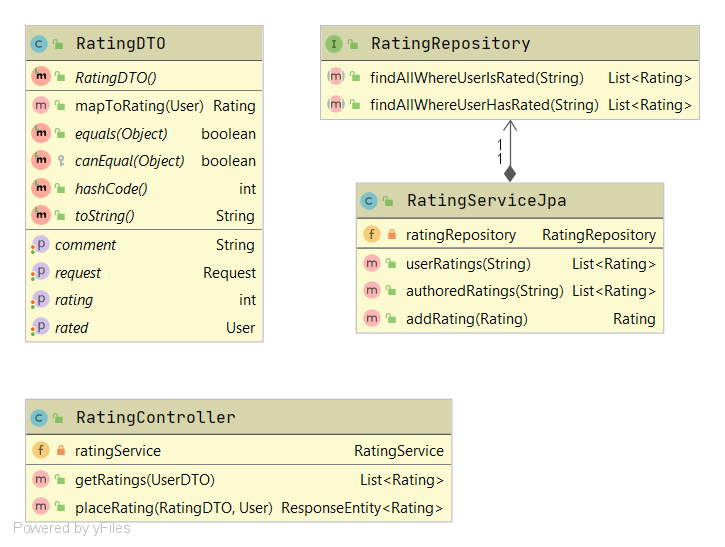 RatingDTO
RatingDTO()
mapToRating(User) Rating
equals(Object) boolean
canEqual(Object) boolean
hashCode() int
toString() String
comment String
request Request
rating int
rated User
RatingRepository
findAllWhereUserIsRated(String) List<Rating>
findAllWhereUserHasRated(String) List<Rating>
1
1
RatingServiceJpa
ratingRepository RatingRepository
userRatings(String) List<Rating>
authoredRatings(String) List<Rating>
addRating(Rating) Rating
RatingController
ratingService RatingService
getRatings(UserDTO) List<Rating>
placeRating(RatingDTO, User) ResponseEntity<Rating>
Powered by yFiles